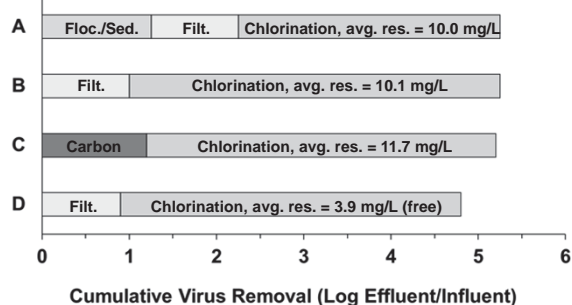 A Floc./Sed. Filt. Chlorination, avg. res. = 10.0 mg/L
B Filt. Chlorination, avg. res. = 10.1 mg/L
C Carbon Chlorination, avg. res. = 11.7 mg/L
D Filt. Chlorination, avg. res. = 3.9 mg/L (free)
0 1 2 3 4 5 6
Cumulative Virus Removal (Log Effluent/Influent)